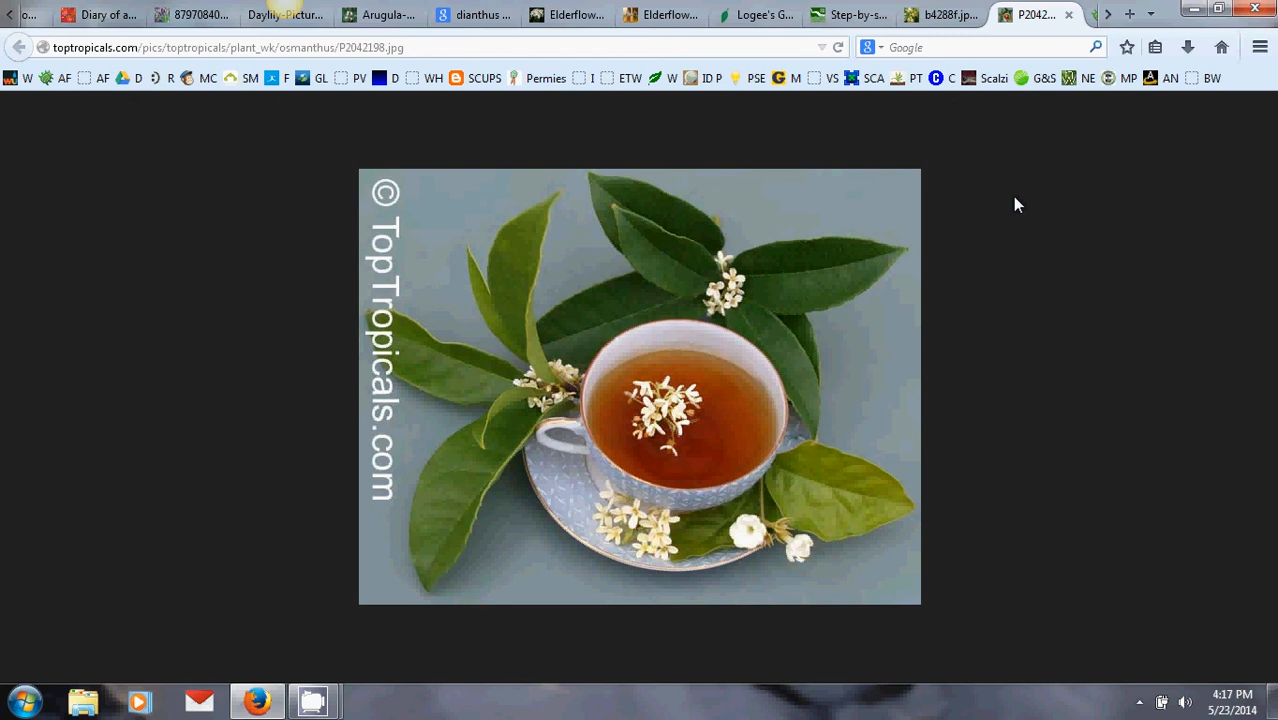 Diary of a...
87970840...
Daylily-Pictur...
Arugula-...
dianthus ...
Elderflow...
Elderflow...
Logee's G...
Step-by-s...
b4288f.jp...
P2042...
toptropicals.com/pics/toptropicals/plant_wk/osmanthus/P2042198.jpg
Google
W AF AF D R MC SM F GL PV D WH SCUPS Permies I ETW W ID P PSE M VS SCA PT C Scalzi G&S NE MP AN BW
© TopTropicals.com
4:17 PM
5/23/2014